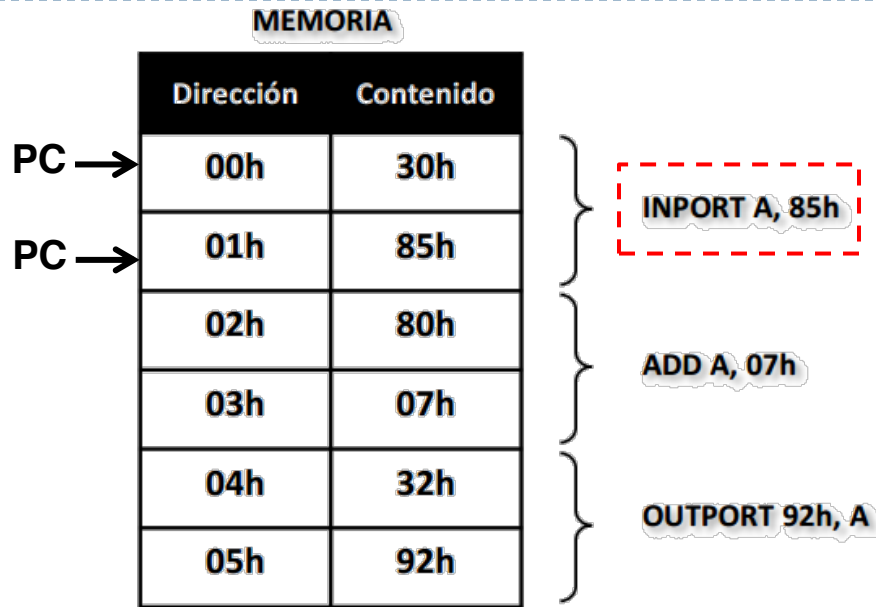 MEMORIA
Dirección Contenido
PC 00h 30h
INPORT A, 85h
PC 01h 85h
02h 80h
ADD A, 07h
03h 07h
04h 32h
OUTPORT 92h, A
05h 92h